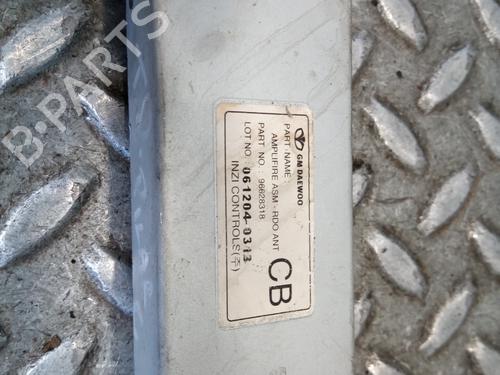 GM DAEWOO
PART NAME :
AMPLIFIRE ASM - RDO ANT
PART NO. : 96628318
LOT NO. : 061204 0313
INZI CONTROLS(주)
CB
B-PARTS